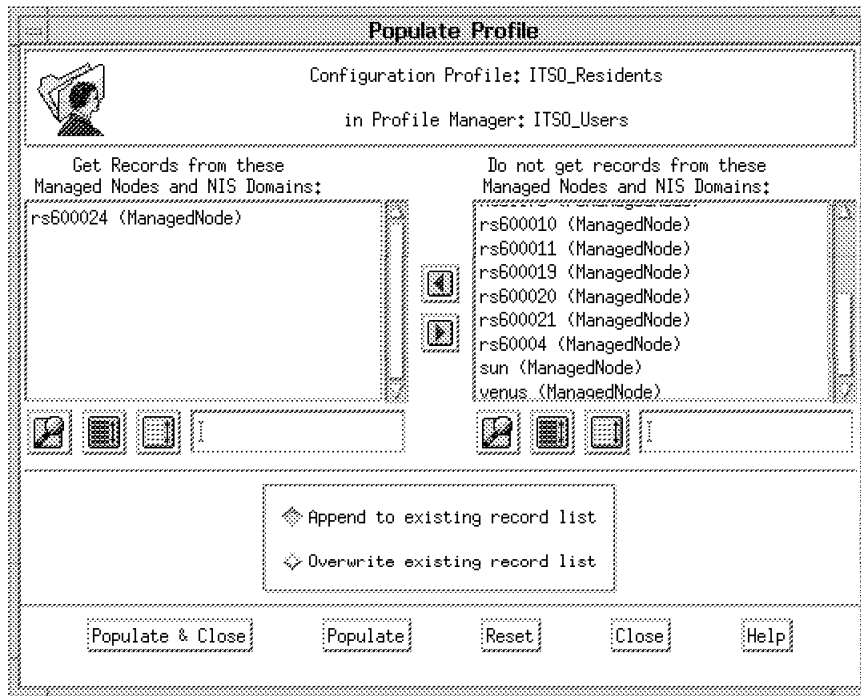 Populate Profile
Configuration Profile: ITSO_Residents
in Profile Manager: ITSO_Users
Get Records from these
Managed Nodes and NIS Domains:
rs600024 (ManagedNode)
Do not get records from these
Managed Nodes and NIS Domains:
rs600010 (ManagedNode)
rs600011 (ManagedNode)
rs600019 (ManagedNode)
rs600020 (ManagedNode)
rs600021 (ManagedNode)
rs60004 (ManagedNode)
sun (ManagedNode)
venus (ManagedNode)
Append to existing record list
Overwrite existing record list
Populate & Close
Populate
Reset
Close
Help